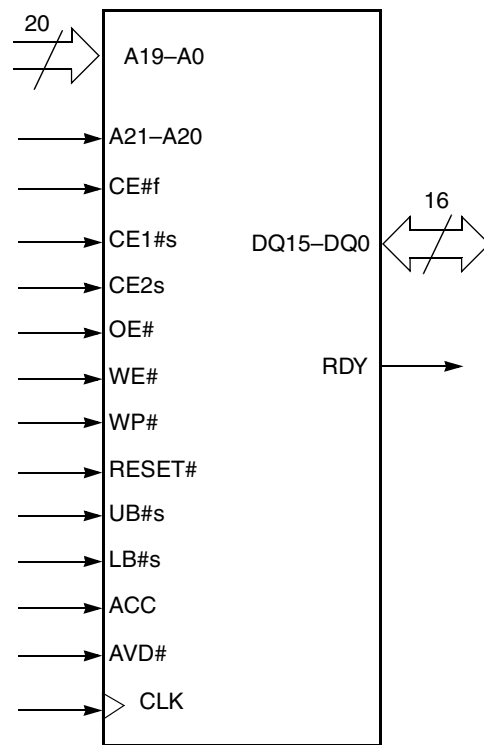 20
A19–A0
A21–A20
CE#f
16
CE1#s
DQ15–DQ0
CE2s
OE#
RDY
WE#
WP#
RESET#
UB#s
LB#s
ACC
AVD#
CLK